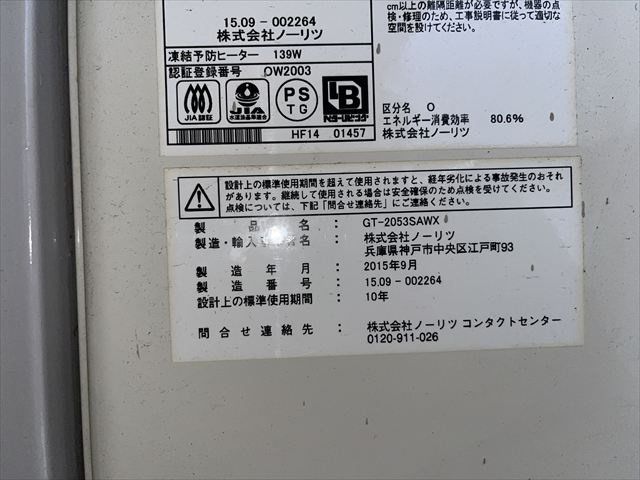 15.09-002264
株式会社ノーリツ
凍結予防ヒーター 139W
認証登録番号 OW2003
JIA認証
JIA
水道法基準適合
PS
TG
BL
HF14 01457
cm以上の離隔距離が必要ですが、機器の点
検・修理のため、工事説明書に従って適切
な空間を設けてください。
区分名 O
エネルギー消費効率 80.6%
株式会社ノーリツ
設計上の標準使用期間を超えて使用されますと、経年劣化による事故発生のおそれ
があります。継続して使用される場合は安全確保のため点検を受けてください。
点検については、下記「問合せ連絡先」にご連絡ください。
製品名: GT-2053SAWX
製造・輸入 : 株式会社ノーリツ
兵庫県神戸市中央区江戸町93
製造年月: 2015年9月
製造番号: 15.09-002264
設計上の標準使用期間: 10年
問合せ連絡先: 株式会社ノーリツ コンタクトセンター
0120-911-026